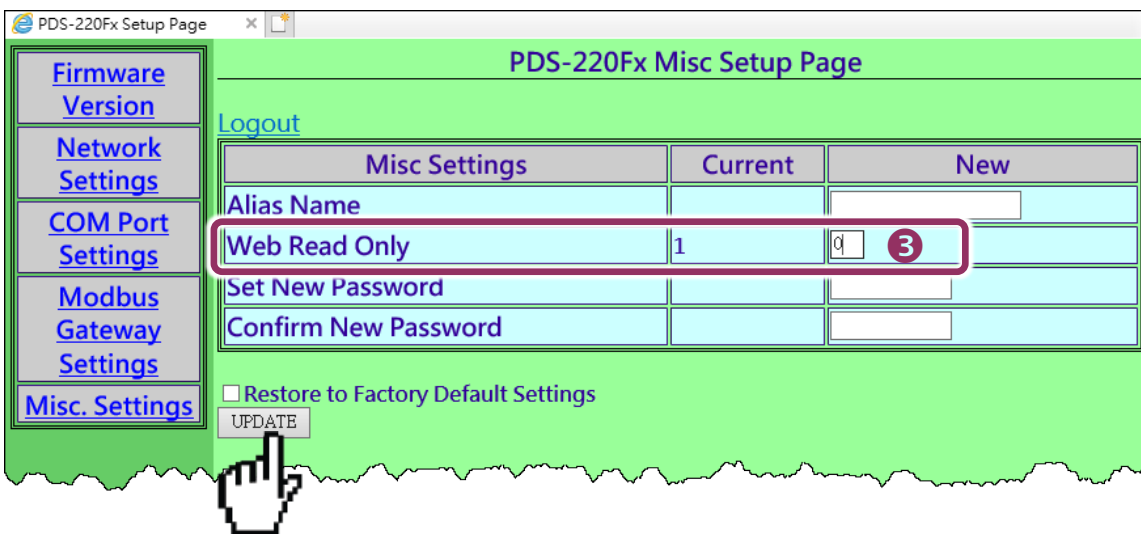 PDS-220Fx Setup Page
PDS-220Fx Misc Setup Page
Firmware
Version
Network
Settings
COM Port
Settings
Modbus
Gateway
Settings
Misc. Settings
Logout
Misc Settings Current New
Alias Name
Web Read Only 1 0 ❸
Set New Password
Confirm New Password
Restore to Factory Default Settings
UPDATE